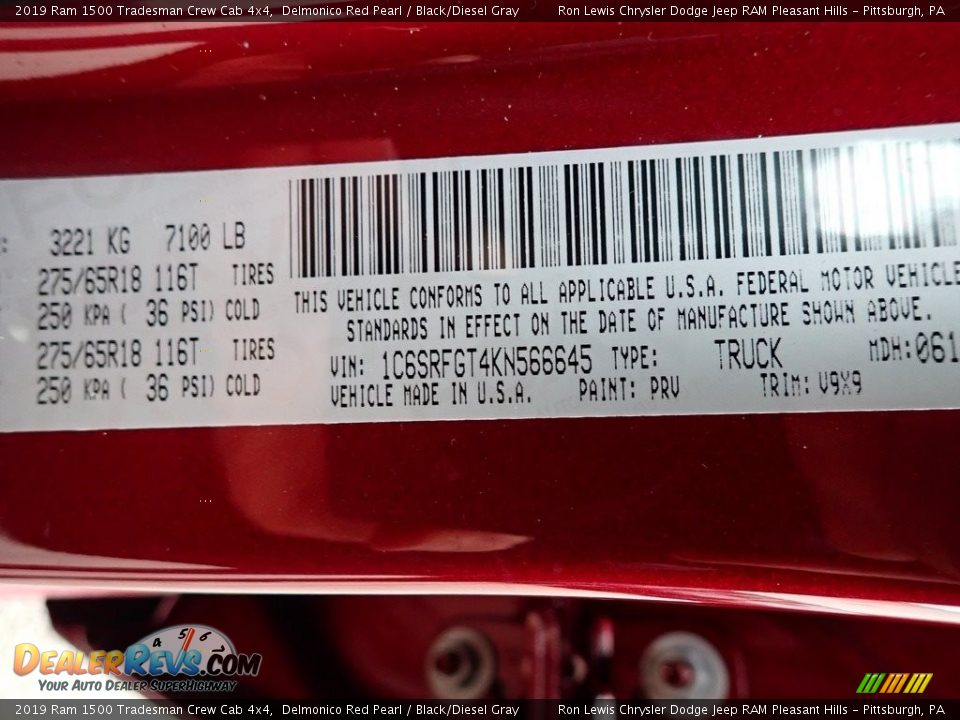 2019 Ram 1500 Tradesman Crew Cab 4x4, Delmonico Red Pearl / Black/Diesel Gray Ron Lewis Chrysler Dodge Jeep RAM Pleasant Hills - Pittsburgh, PA
3221 KG 7100 LB
275/65R18 116T TIRES
250 KPA ( 36 PSI) COLD
275/65R18 116T TIRES
250 KPA ( 36 PSI) COLD
THIS VEHICLE CONFORMS TO ALL APPLICABLE U.S.A. FEDERAL MOTOR VEHICLE
STANDARDS IN EFFECT ON THE DATE OF MANUFACTURE SHOWN ABOVE.
VIN: 1C6SRFGT4KN566645 TYPE: TRUCK MDH:061
VEHICLE MADE IN U.S.A. PAINT: PRV TRIM: V9X9
4 5 6
DEALERREVS.COM
YOUR AUTO DEALER SUPERHIGHWAY
2019 Ram 1500 Tradesman Crew Cab 4x4, Delmonico Red Pearl / Black/Diesel Gray Ron Lewis Chrysler Dodge Jeep RAM Pleasant Hills - Pittsburgh, PA